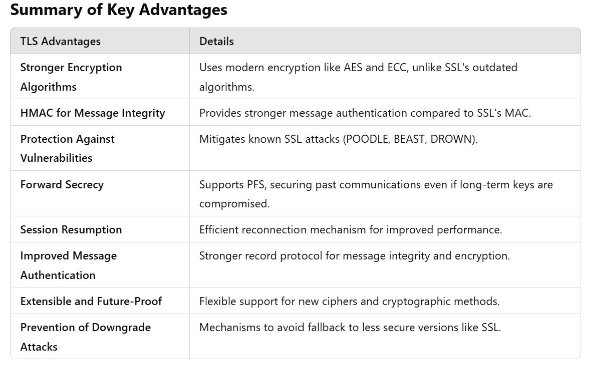 Summary of Key Advantages
TLS Advantages Details
Stronger Encryption Uses modern encryption like AES and ECC, unlike SSL's outdated
Algorithms algorithms.
HMAC for Message Integrity Provides stronger message authentication compared to SSL's MAC.
Protection Against Mitigates known SSL attacks (POODLE, BEAST, DROWN).
Vulnerabilities
Forward Secrecy Supports PFS, securing past communications even if long-term keys are
compromised.
Session Resumption Efficient reconnection mechanism for improved performance.
Improved Message Stronger record protocol for message integrity and encryption.
Authentication
Extensible and Future-Proof Flexible support for new ciphers and cryptographic methods.
Prevention of Downgrade Mechanisms to avoid fallback to less secure versions like SSL.
Attacks